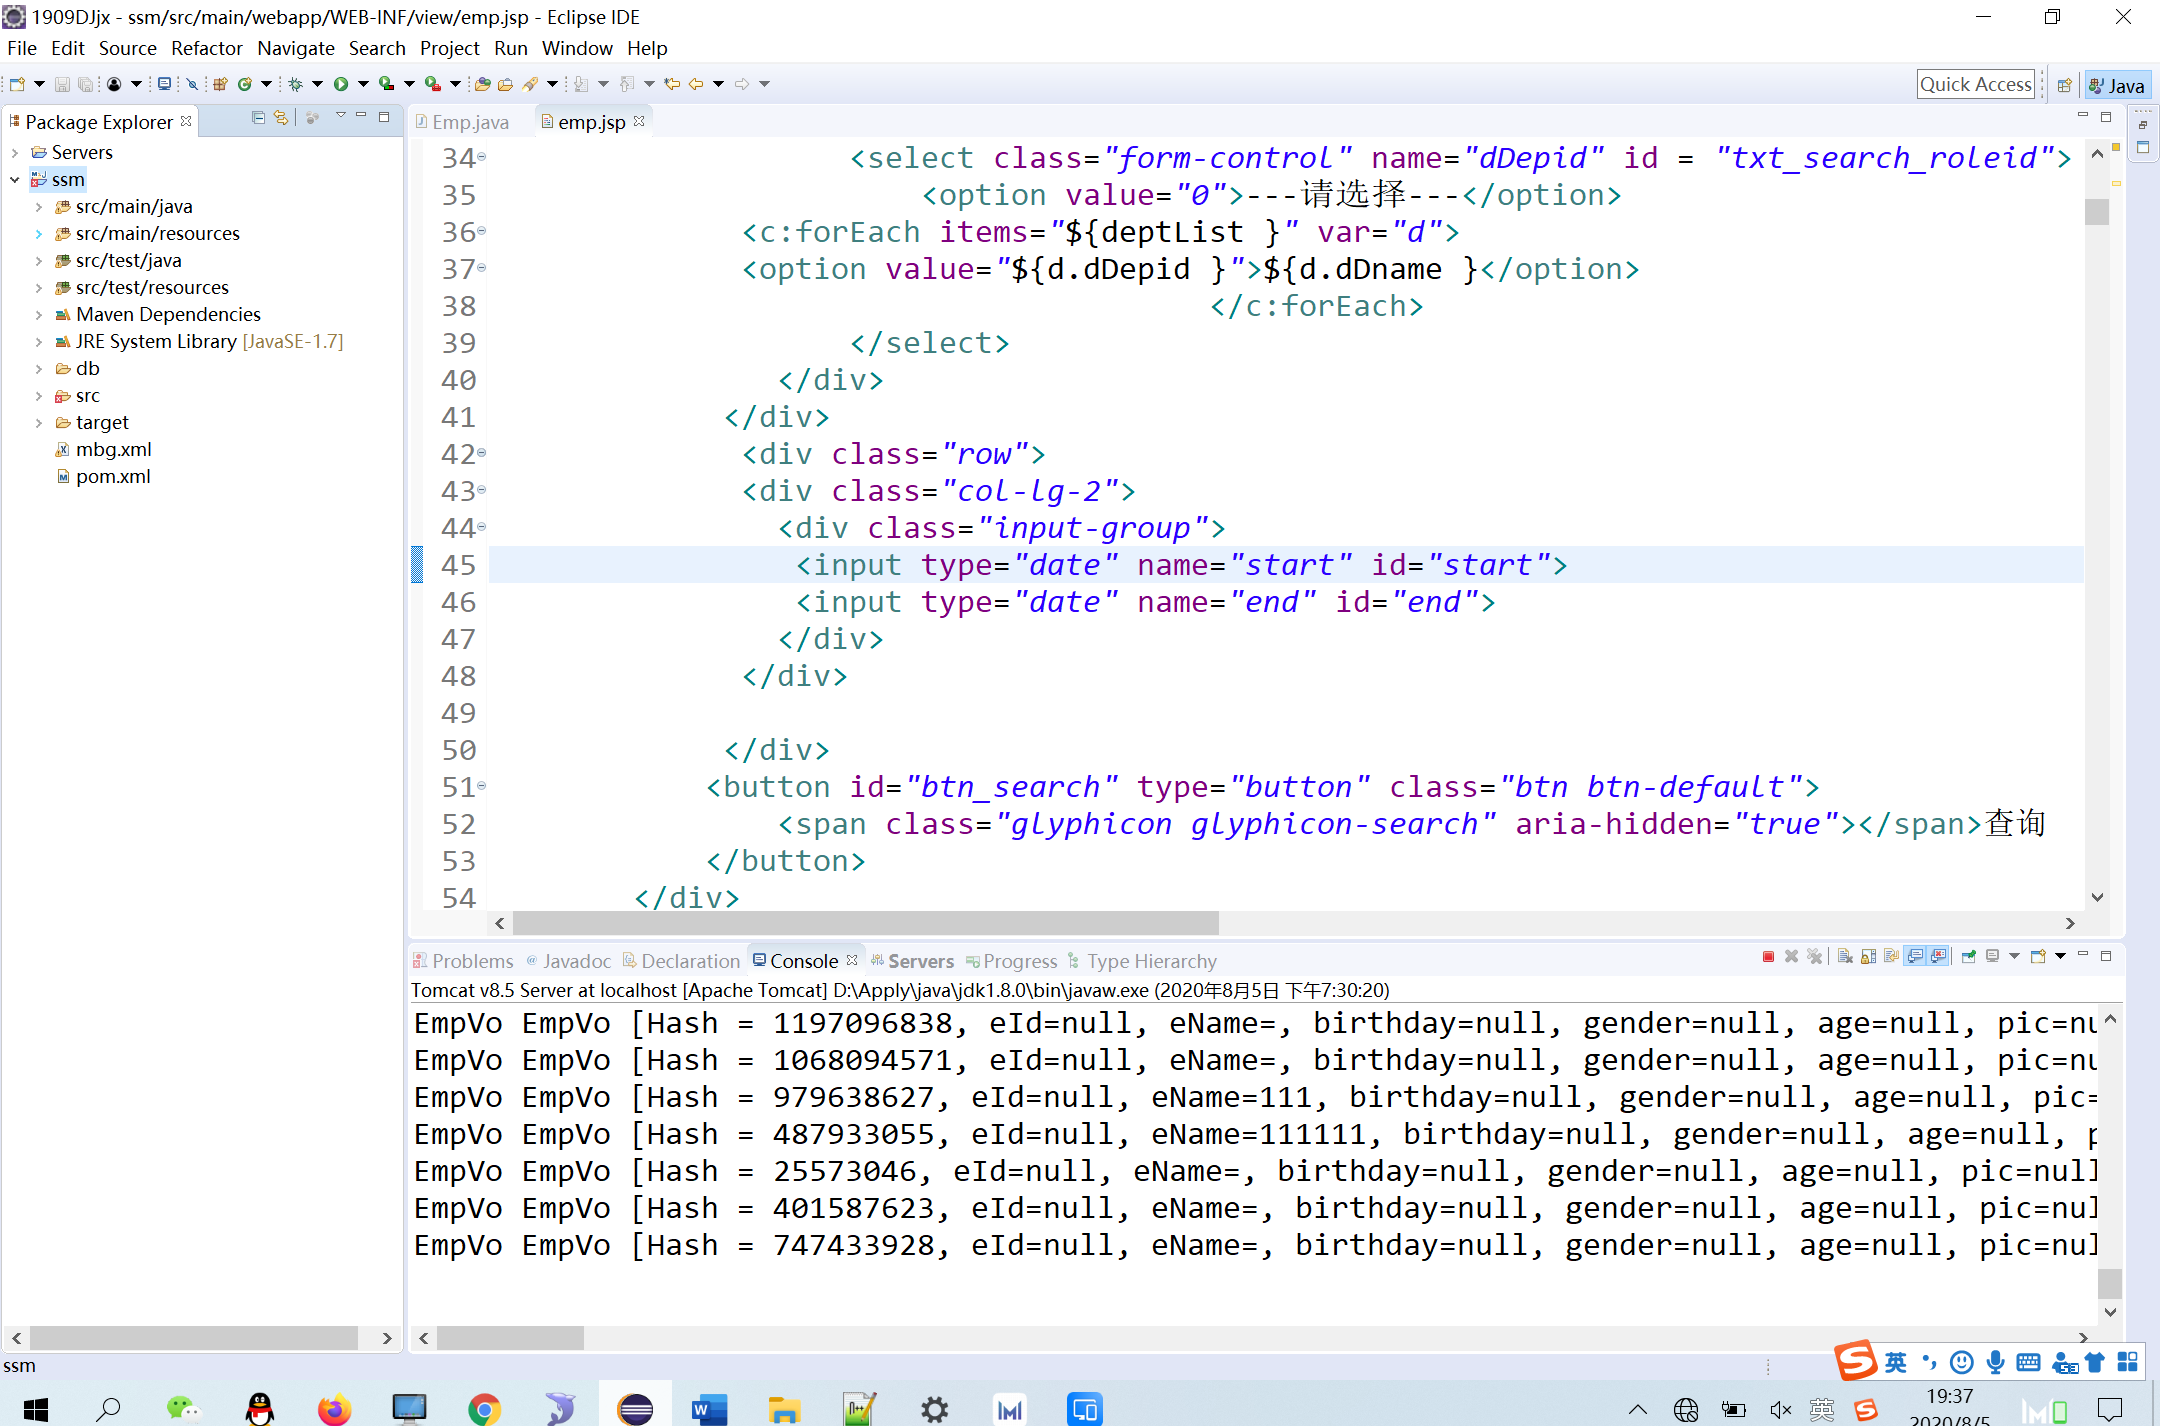 1909DJjx - ssm/src/main/webapp/WEB-INF/view/emp.jsp - Eclipse IDE
File Edit Source Refactor Navigate Search Project Run Window Help
Quick Access
Java
Package Explorer
Servers
ssm
src/main/java
src/main/resources
src/test/java
src/test/resources
Maven Dependencies
JRE System Library [JavaSE-1.7]
db
src
target
mbg.xml
pom.xml
Emp.java emp.jsp
34 <select class="form-control" name="dDepid" id = "txt_search_roleid">
35 <option value="0">---请选择---</option>
36 <c:forEach items="${deptList }" var="d">
37 <option value="${d.dDepid }">${d.dDname }</option>
38 </c:forEach>
39 </select>
40 </div>
41 </div>
42 <div class="row">
43 <div class="col-lg-2">
44 <div class="input-group">
45 <input type="date" name="start" id="start">
46 <input type="date" name="end" id="end">
47 </div>
48 </div>
49
50 </div>
51 <button id="btn_search" type="button" class="btn btn-default">
52 <span class="glyphicon glyphicon-search" aria-hidden="true"></span>查询
53 </button>
54 </div>
Problems Javadoc Declaration Console Servers Progress Type Hierarchy
Tomcat v8.5 Server at localhost [Apache Tomcat] D:\Apply\java\jdk1.8.0\bin\javaw.exe (2020年8月5日 下午7:30:20)
EmpVo EmpVo [Hash = 1197096838, eId=null, eName=, birthday=null, gender=null, age=null, pic=nu
EmpVo EmpVo [Hash = 1068094571, eId=null, eName=, birthday=null, gender=null, age=null, pic=nu
EmpVo EmpVo [Hash = 979638627, eId=null, eName=111, birthday=null, gender=null, age=null, pic=
EmpVo EmpVo [Hash = 487933055, eId=null, eName=111111, birthday=null, gender=null, age=null, p
EmpVo EmpVo [Hash = 25573046, eId=null, eName=, birthday=null, gender=null, age=null, pic=null
EmpVo EmpVo [Hash = 401587623, eId=null, eName=, birthday=null, gender=null, age=null, pic=nul
EmpVo EmpVo [Hash = 747433928, eId=null, eName=, birthday=null, gender=null, age=null, pic=nul
ssm
英
英
19:37
2020/8/5